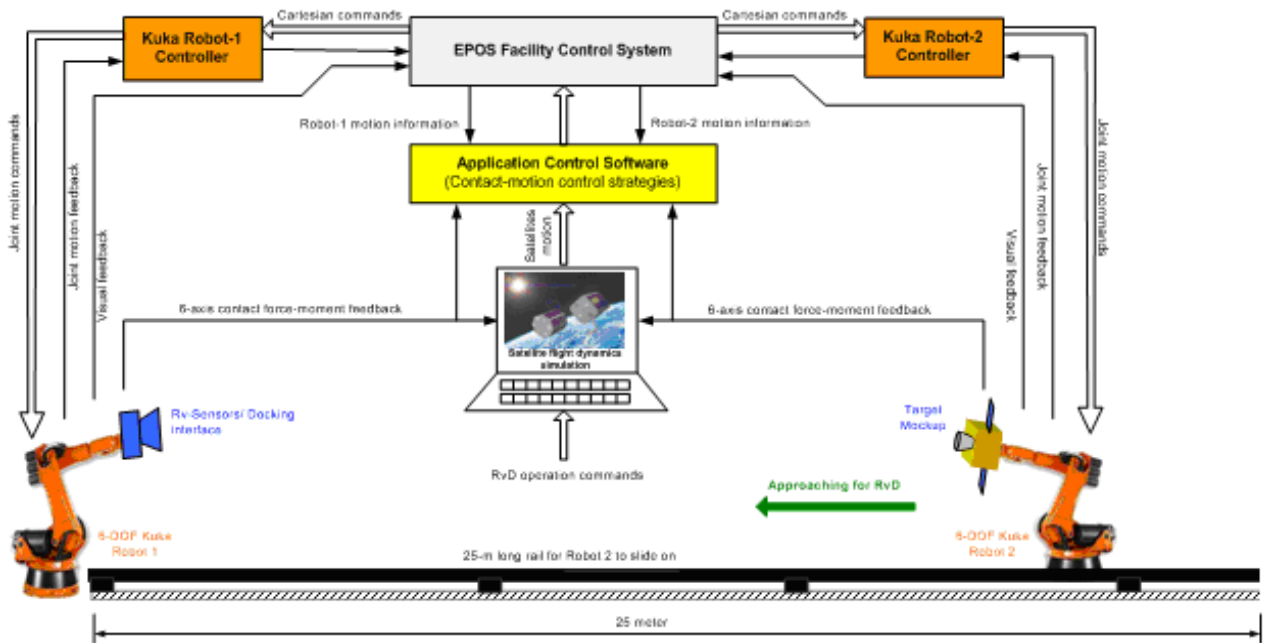 Cartesian commands
Cartesian commands
Kuka Robot-1
Controller
EPOS Facility Control System
Kuka Robot-2
Controller
Robot-1 motion information
Robot-2 motion information
Application Control Software
(Contact-motion control strategies)
Joint motion commands
Joint motion feedback
Visual feedback
Satellites
motion
Visual feedback
Joint motion feedback
Joint motion commands
6-axis contact force-moment feedback
6-axis contact force-moment feedback
Satellite flight dynamics
simulation
Rv-Sensors/ Docking
interface
Target
Mockup
RvD operation commands
Approaching for RvD
6-DOF Kuka
Robot 1
6-DOF Kuka
Robot 2
25-m long rail for Robot 2 to slide on
25 meter